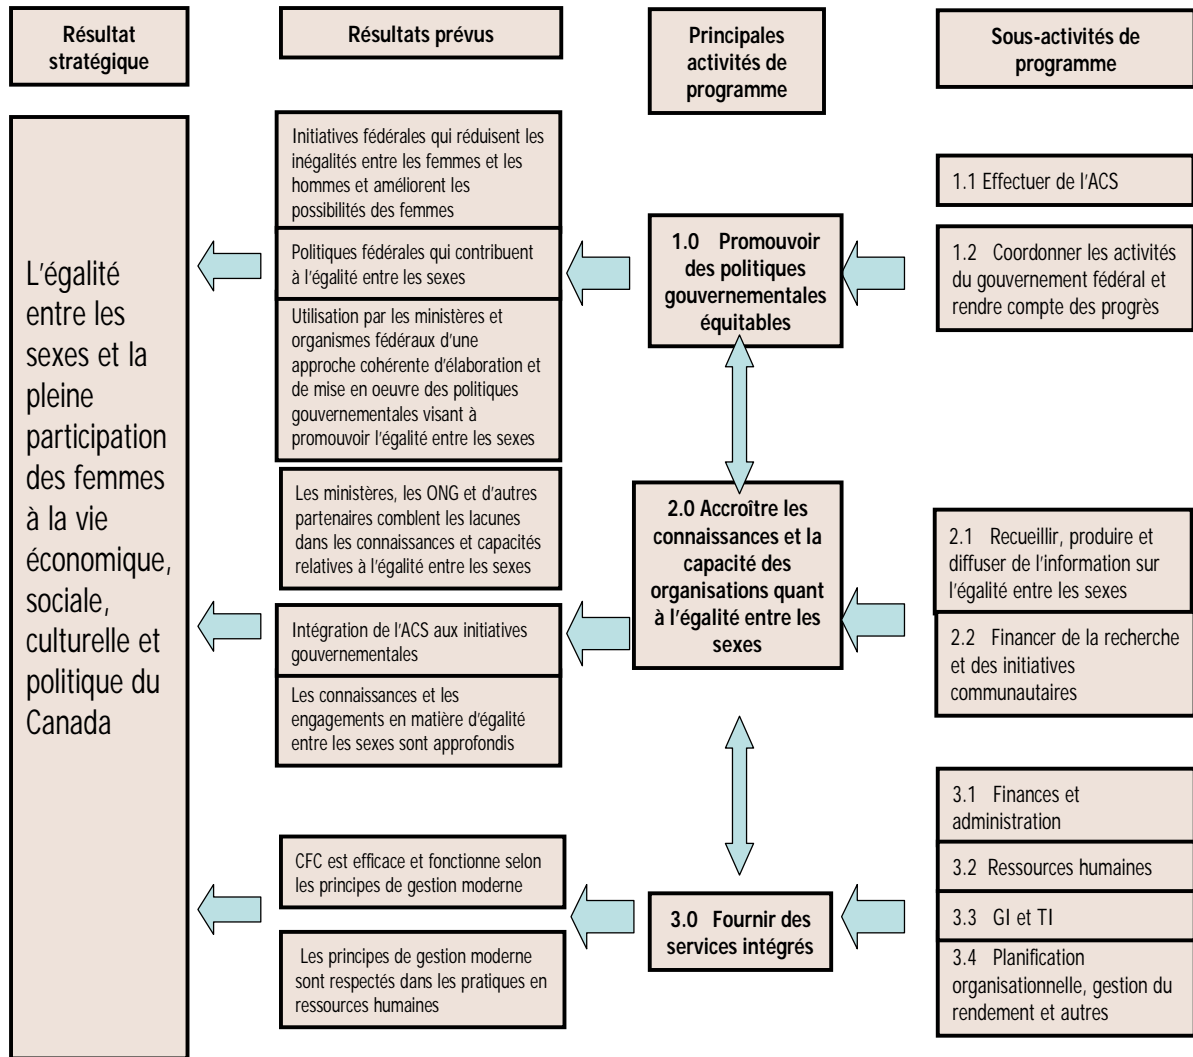 Résultat
stratégique
Résultats prévus
Principales
activités de
programme
Sous-activités de
programme
L'égalité
entre les
sexes et la
pleine
participation
des femmes
à la vie
économique,
sociale,
culturelle et
politique du
Canada
Initiatives fédérales qui réduisent les
inégalités entre les femmes et les
hommes et améliorent les
possibilités des femmes
Politiques fédérales qui contribuent
à l'égalité entre les sexes
Utilisation par les ministères et
organismes fédéraux d'une
approche cohérente d'élaboration et
de mise en oeuvre des politiques
gouvernementales visant à
promouvoir l'égalité entre les sexes
1.0 Promouvoir
des politiques
gouvernementales
équitables
1.1 Effectuer de l'ACS
1.2 Coordonner les activités
du gouvernement fédéral et
rendre compte des progrès
Les ministères, les ONG et d'autres
partenaires comblent les lacunes
dans les connaissances et capacités
relatives à l'égalité entre les sexes
Intégration de l'ACS aux initiatives
gouvernementales
Les connaissances et les
engagements en matière d'égalité
entre les sexes sont approfondis
2.0 Accroître les
connaissances et la
capacité des
organisations quant
à l'égalité entre les
sexes
2.1 Recueillir, produire et
diffuser de l'information sur
l'égalité entre les sexes
2.2 Financer de la recherche
et des initiatives
communautaires
CFC est efficace et fonctionne selon
les principes de gestion moderne
Les principes de gestion moderne
sont respectés dans les pratiques en
ressources humaines
3.0 Fournir des
services intégrés
3.1 Finances et
administration
3.2 Ressources humaines
3.3 GI et TI
3.4 Planification
organisationnelle, gestion du
rendement et autres